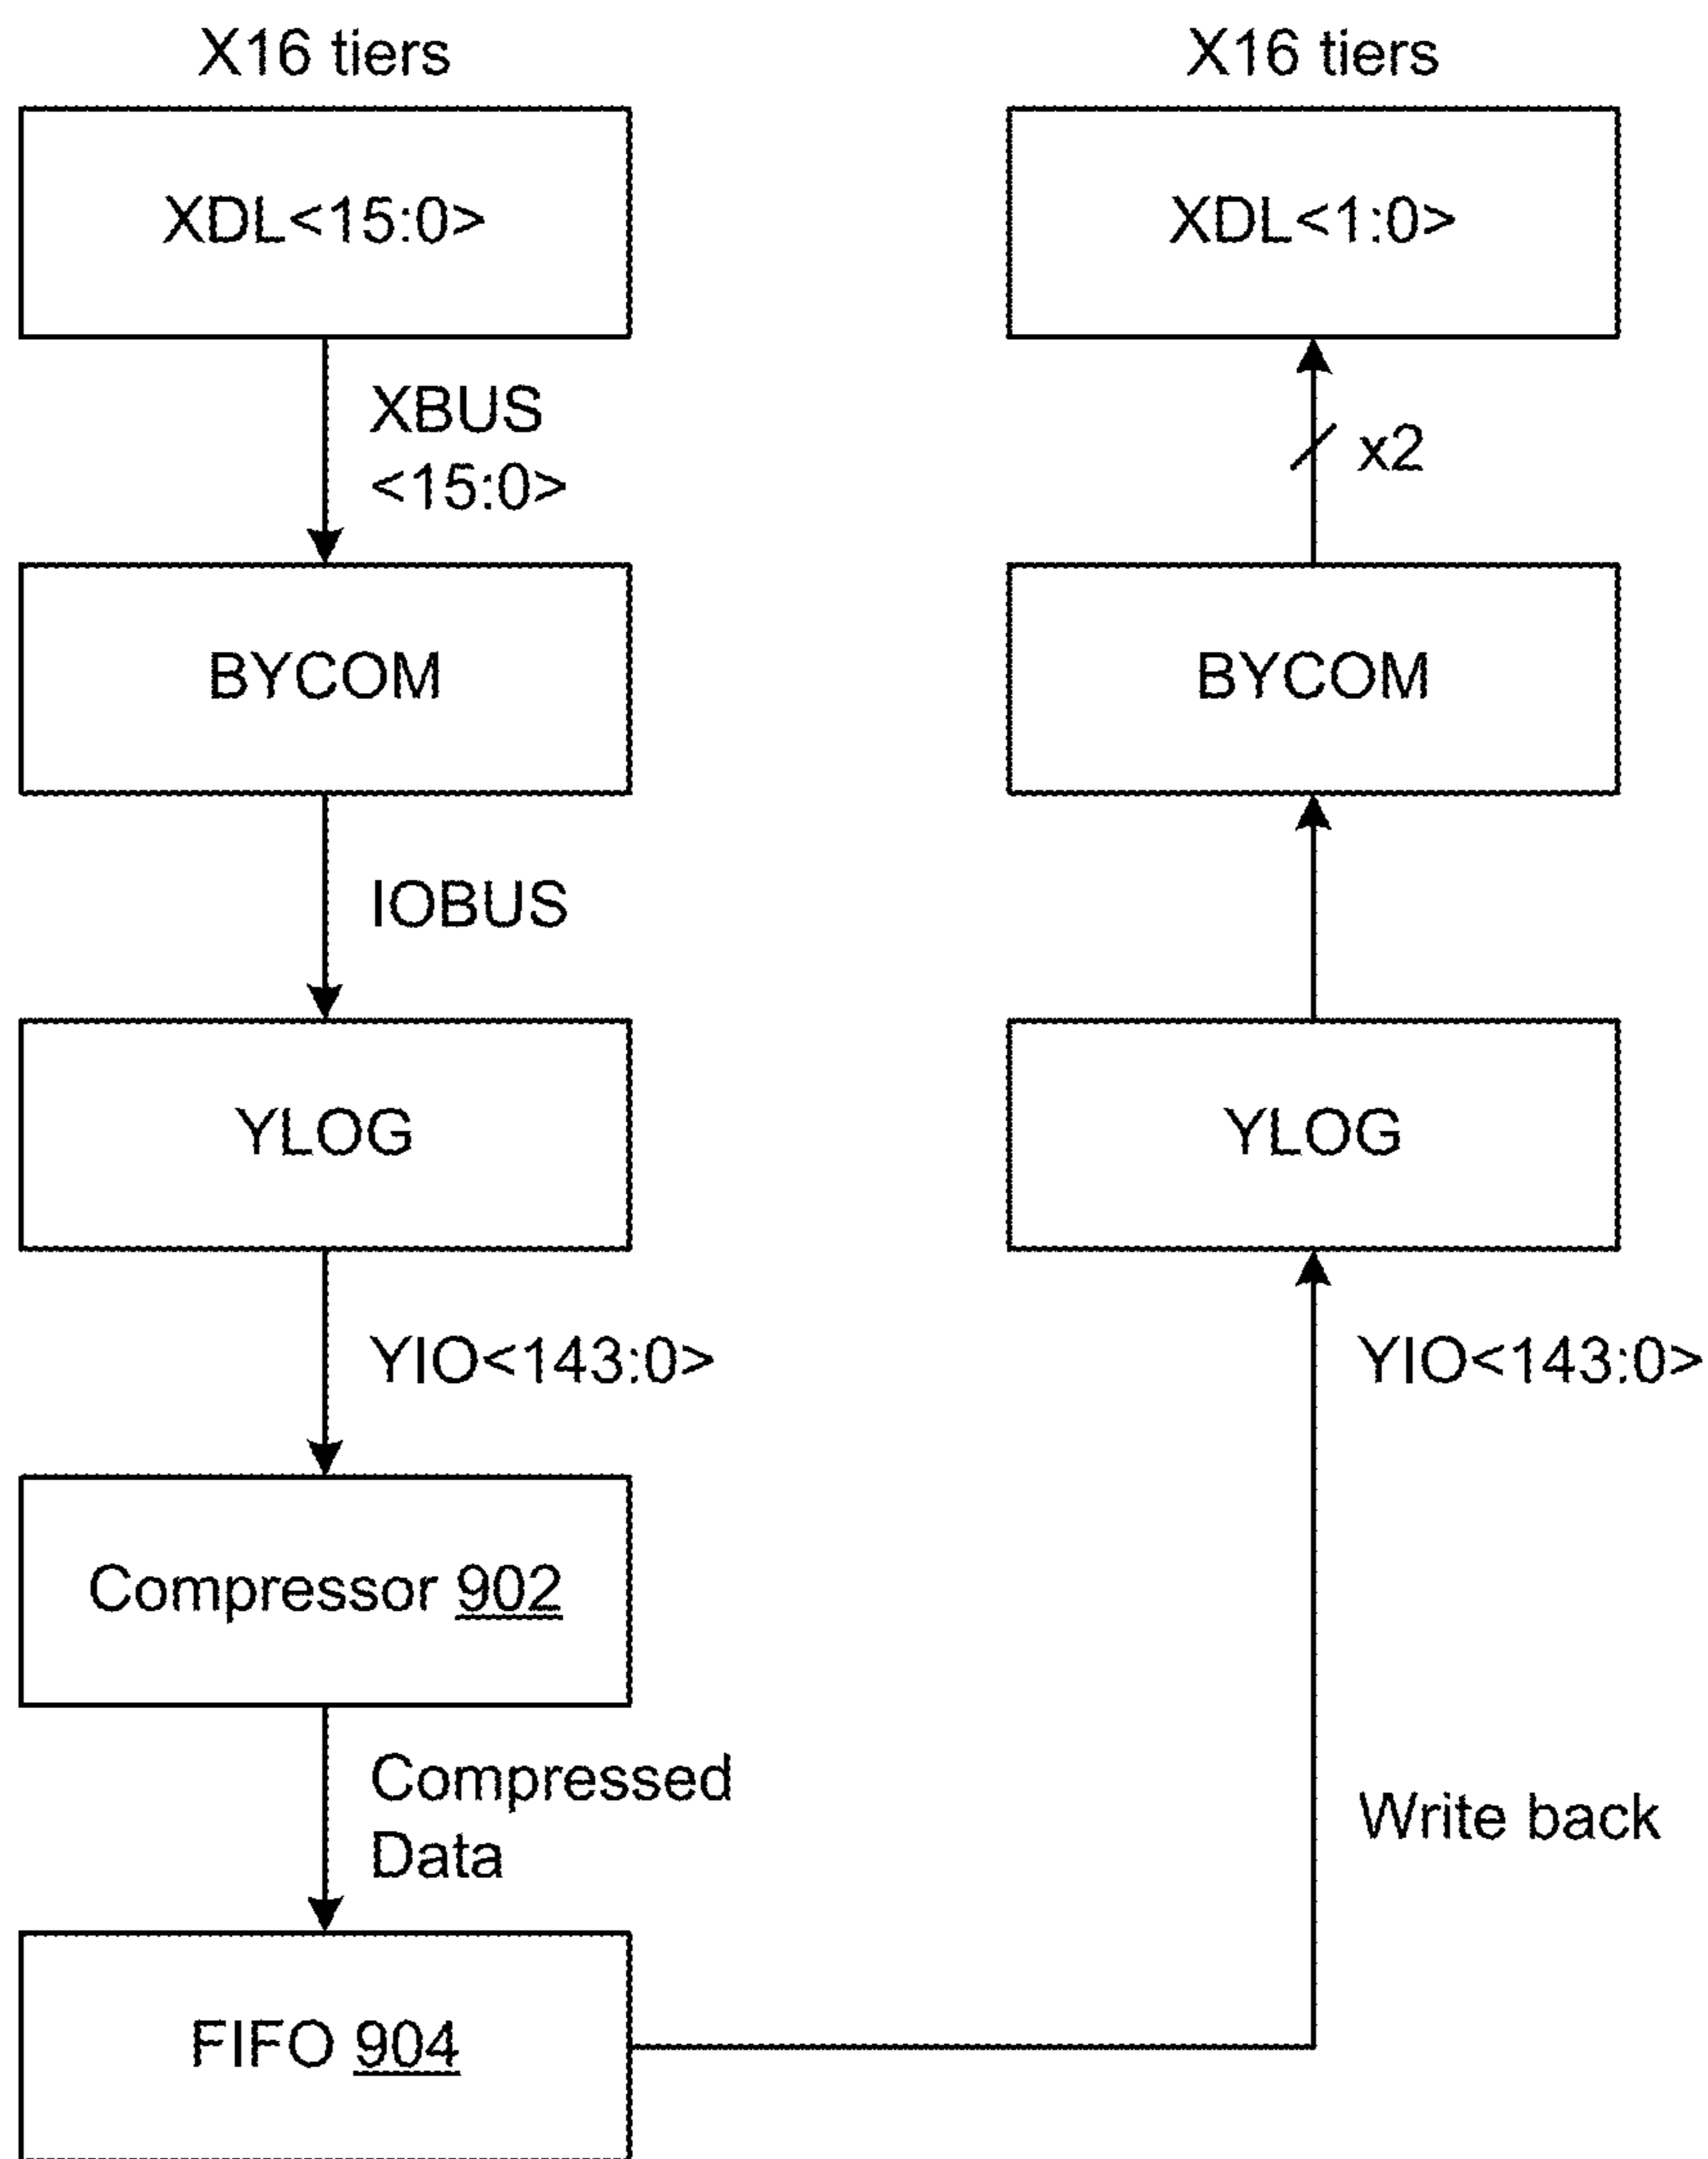 X16 tiers
XDL<15:0>
XBUS
<15:0>
BYCOM
IOBUS
YLOG
YIO<143:0>
Compressor 902
Compressed
Data
FIFO 904
X16 tiers
XDL<1:0>
x2
BYCOM
YLOG
YIO<143:0>
Write back